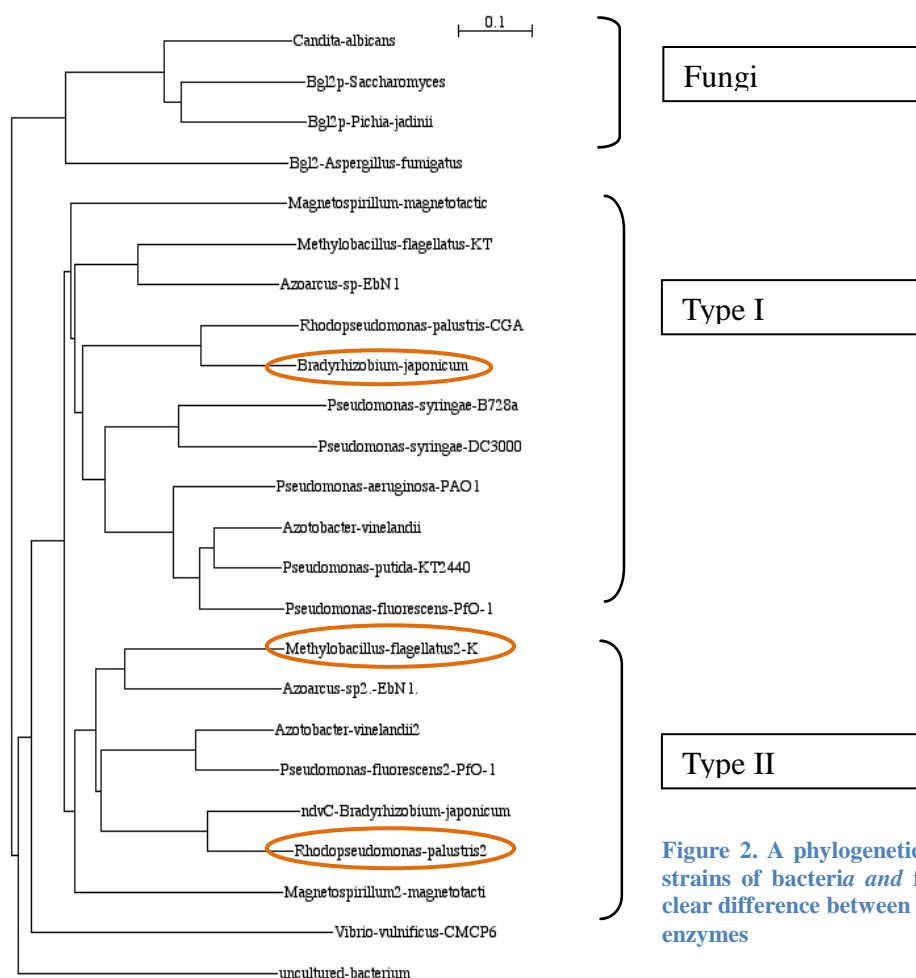 0.1
Candita-albicans
Bgl2p-Saccharomyces
Bgl2p-Pichia-jadinii
Bgl2-Aspergillus-fumigatus
Fungi
Magnetospirillum-magnetotactic
Methylobacillus-flagellatus-KT
Azoarcus-sp-EbN1
Rhodopseudomonas-palustris-CGA
Bradyrhizobium-japonicum
Pseudomonas-syringae-B728a
Pseudomonas-syringae-DC3000
Pseudomonas-aeruginosa-PAO1
Azotobacter-vinelandii
Pseudomonas-putida-KT2440
Pseudomonas-fluorescens-PfO-1
Type I
Methylobacillus-flagellatus2-K
Azoarcus-sp2.-EbN1.
Azotobacter-vinelandii2
Pseudomonas-fluorescens2-PfO-1
ndvC-Bradyrhizobium-japonicum
Rhodopseudomonas-palustris2
Magnetospirillum2-magnetotacti
Type II
Vibrio-vulnificus-CMCP6
uncultured-bacterium
Figure 2. A phylogenetic
strains of bacteria and f
clear difference between
enzymes